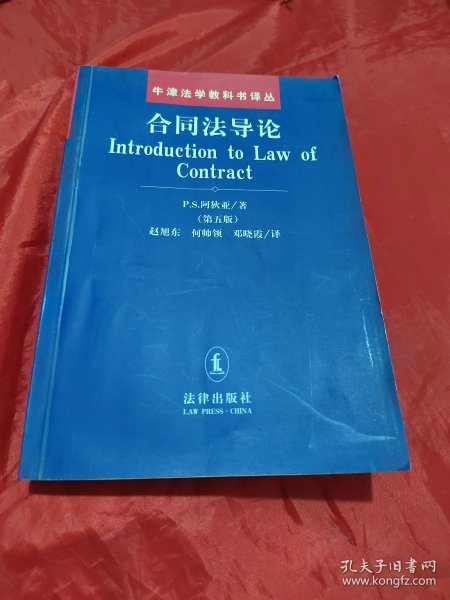 牛津法学教科书译丛
合同法导论
Introduction to Law of
Contract
P.S.阿狄亚/著
(第五版)
赵旭东 何帅领 邓晓霞/译
法律出版社
LAW PRESS·CHINA
孔夫子旧书网
www.kongfz.com